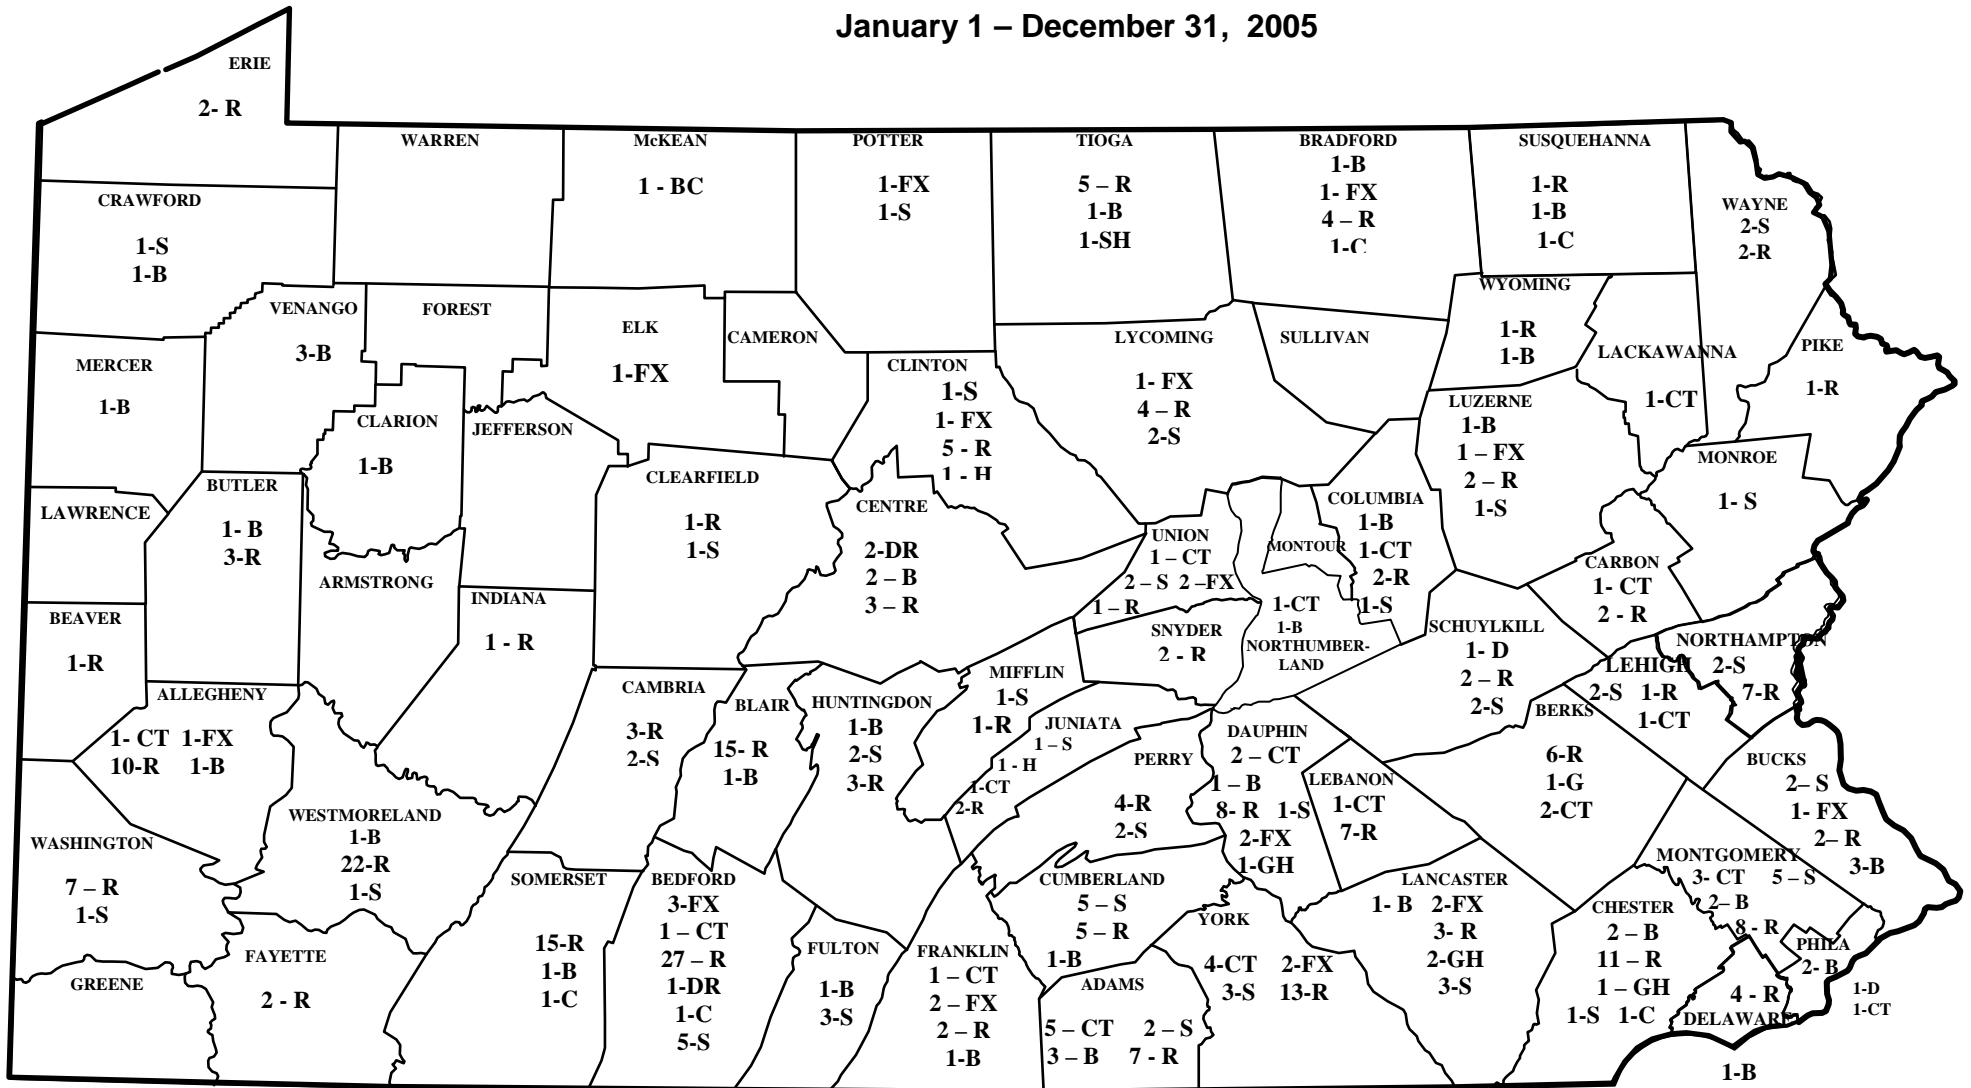 January 1 – December 31, 2005
ERIE
2- R
WARREN
McKEAN
1 - BC
POTTER
1-FX
1-S
TIOGA
5 – R
1-B
1-SH
BRADFORD
1-B
1- FX
4 – R
1-C
SUSQUEHANNA
1-R
1-B
1-C
WAYNE
2-S
2-R
CRAWFORD
1-S
1-B
VENANGO
3-B
FOREST
ELK
1-FX
CAMERON
CLINTON
1-S
1- FX
5 - R
1 - H
LYCOMING
1- FX
4 – R
2-S
SULLIVAN
WYOMING
1-R
1-B
LACKAWANNA
1-CT
PIKE
1-R
MERCER
1-B
CLARION
1-B
JEFFERSON
LUZERNE
1-B
1 – FX
2 – R
1-S
MONROE
1- S
LAWRENCE
BUTLER
1- B
3-R
ARMSTRONG
INDIANA
1 - R
CLEARFIELD
1-R
1-S
CENTRE
2-DR
2 – B
3 – R
UNION
1 – CT
2 – S 2 –FX
1 – R
MONTOUR
COLUMBIA
1-B
1-CT
2-R
1-S
CARBON
1- CT
2 - R
BEAVER
1-R
SNYDER
2 - R
1-CT
1-B
NORTHUMBER-
LAND
SCHUYLKILL
1- D
2 – R
2-S
NORTHAMPTON
2-S
7-R
LEHIGH
2-S 1-R
1-CT
ALLEGHENY
1- CT 1-FX
10-R 1-B
CAMBRIA
3-R
2-S
BLAIR
15- R
1-B
HUNTINGDON
1-B
2-S
3-R
MIFFLIN
1-S
1-R
JUNIATA
1 – S
1 - H
1-CT
2-R
PERRY
4-R
2-S
DAUPHIN
2 – CT
1 – B
8- R 1-S
2-FX
1-GH
LEBANON
1-CT
7-R
BERKS
6-R
1-G
2-CT
BUCKS
2– S
1- FX
2– R
3-B
WASHINGTON
7 – R
1-S
WESTMORELAND
1-B
22-R
1-S
SOMERSET
15-R
1-B
1-C
BEDFORD
3-FX
1 – CT
27 – R
1-DR
1-C
5-S
FULTON
1-B
3-S
FRANKLIN
1 – CT
2 – FX
2 – R
1-B
CUMBERLAND
5 – S
5 – R
1-B
ADAMS
5 – CT 2 – S
3 – B 7 - R
YORK
4-CT 2-FX
3-S 13-R
LANCASTER
1- B 2-FX
3- R
2-GH
3-S
CHESTER
2 – B
11 – R
1 – GH
1-S 1-C
MONTGOMERY
3- CT 5 – S
2– B
8 - R
PHILA
2- B
1-D
1-CT
4 - R
DELAWARE
1-B
GREENE
FAYETTE
2 - R